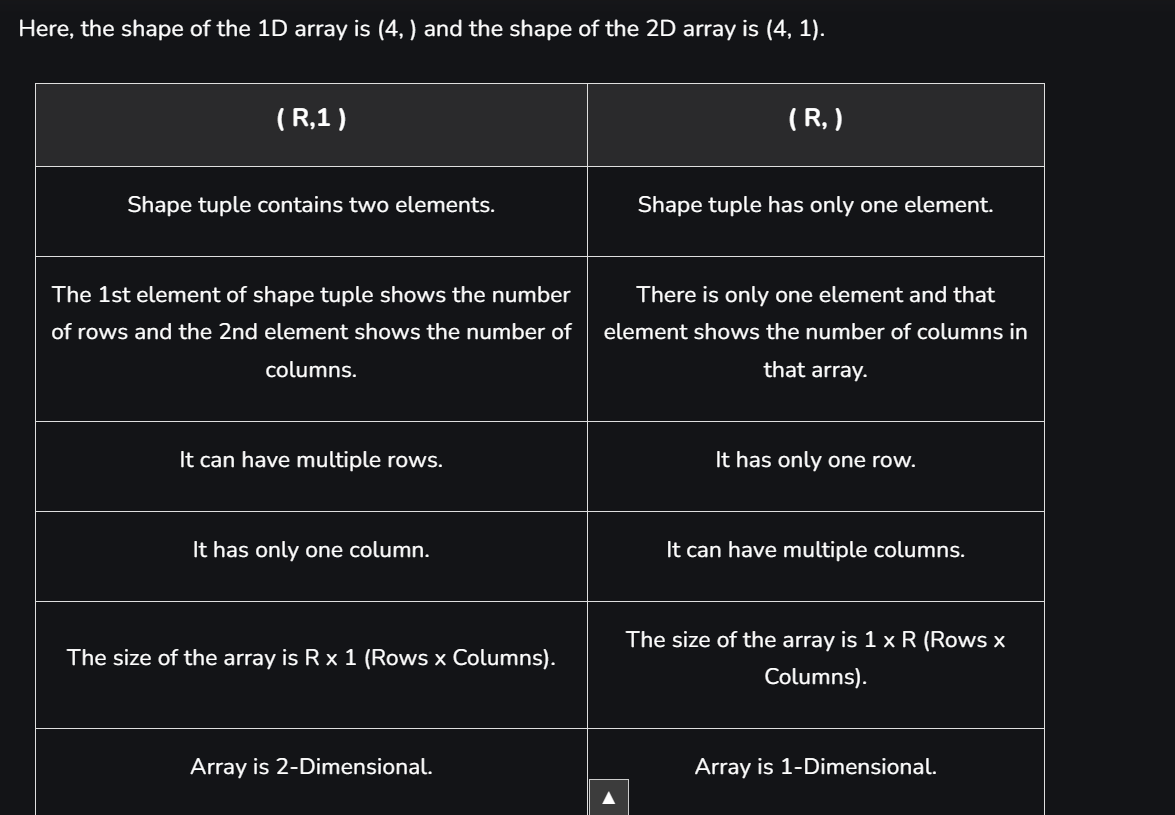 Here, the shape of the 1D array is (4, ) and the shape of the 2D array is (4, 1).
( R,1 )
( R, )
Shape tuple contains two elements.
Shape tuple has only one element.
The 1st element of shape tuple shows the number
of rows and the 2nd element shows the number of
columns.
There is only one element and that
element shows the number of columns in
that array.
It can have multiple rows.
It has only one row.
It has only one column.
It can have multiple columns.
The size of the array is R x 1 (Rows x Columns).
The size of the array is 1 x R (Rows x
Columns).
Array is 2-Dimensional.
Array is 1-Dimensional.